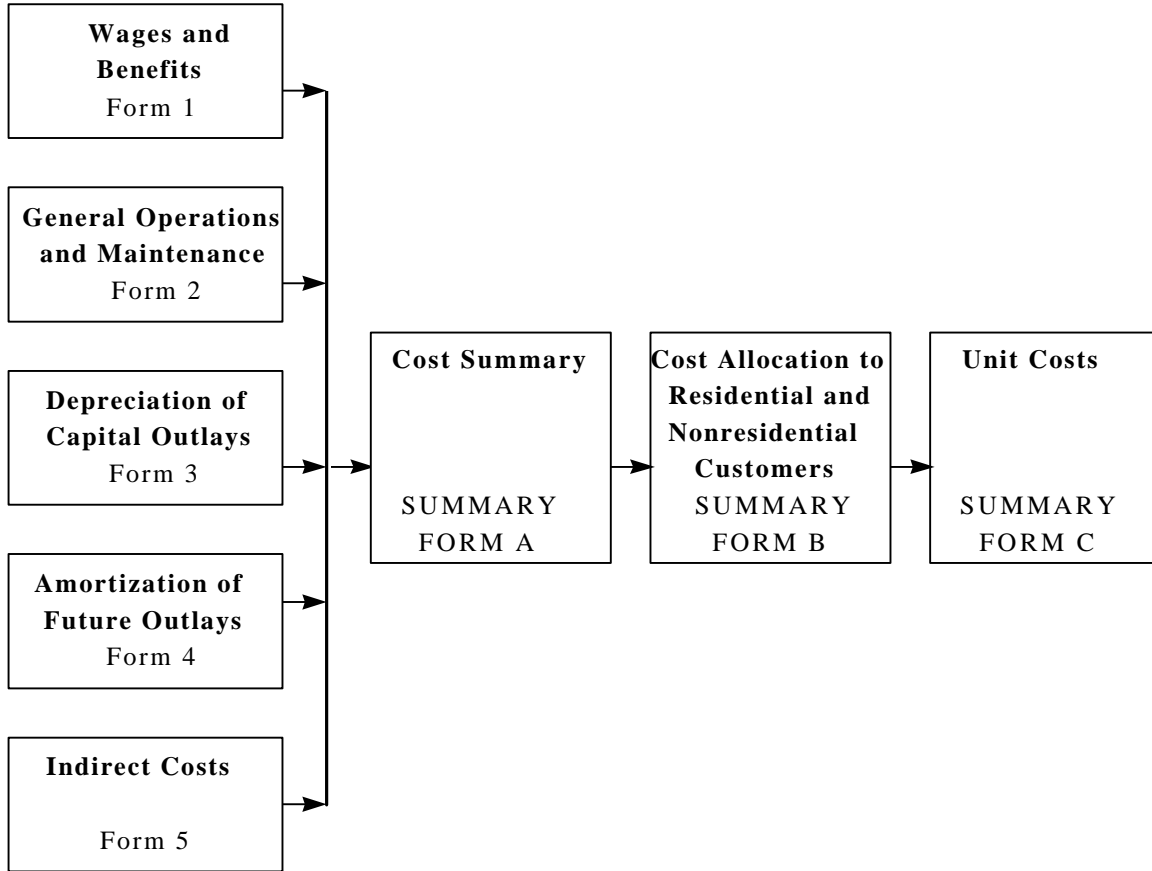 Wages and
Benefits
Form 1
General Operations
and Maintenance
Form 2
Depreciation of
Capital Outlays
Form 3
Amortization of
Future Outlays
Form 4
Indirect Costs
Form 5
Cost Summary
SUMMARY
FORM A
Cost Allocation to
Residential and
Nonresidential
Customers
SUMMARY
FORM B
Unit Costs
SUMMARY
FORM C